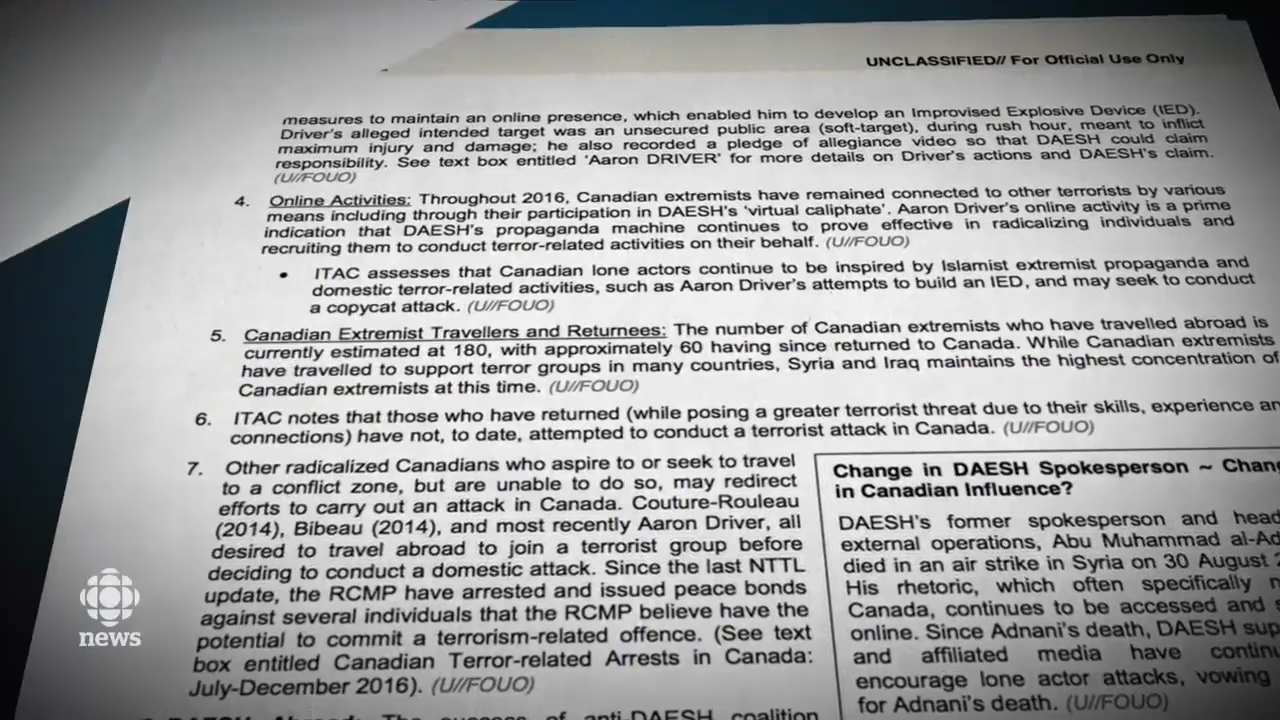 UNCLASSIFIED// For Official Use Only
measures to maintain an online presence, which enabled him to develop an Improvised Explosive Device (IED).
Driver's alleged intended target was an unsecured public area (soft-target), during rush hour, meant to inflict
maximum injury and damage; he also recorded a pledge of allegiance video so that DAESH could claim
responsibility. See text box entitled 'Aaron DRIVER' for more details on Driver's actions and DAESH's claim.
(U//FOUO)
4. Online Activities: Throughout 2016, Canadian extremists have remained connected to other terrorists by various
means including through their participation in DAESH's 'virtual caliphate'. Aaron Driver's online activity is a prime
indication that DAESH's propaganda machine continues to prove effective in radicalizing individuals and
recruiting them to conduct terror-related activities on their behalf. (U//FOUO)
• ITAC assesses that Canadian lone actors continue to be inspired by Islamist extremist propaganda and
domestic terror-related activities, such as Aaron Driver's attempts to build an IED, and may seek to conduct
a copycat attack. (U//FOUO)
5. Canadian Extremist Travellers and Returnees: The number of Canadian extremists who have travelled abroad is
currently estimated at 180, with approximately 60 having since returned to Canada. While Canadian extremists
have travelled to support terror groups in many countries, Syria and Iraq maintains the highest concentration of
Canadian extremists at this time. (U//FOUO)
6. ITAC notes that those who have returned (while posing a greater terrorist threat due to their skills, experience an
connections) have not, to date, attempted to conduct a terrorist attack in Canada. (U//FOUO)
7. Other radicalized Canadians who aspire to or seek to travel
to a conflict zone, but are unable to do so, may redirect
efforts to carry out an attack in Canada. Couture-Rouleau
(2014), Bibeau (2014), and most recently Aaron Driver, all
desired to travel abroad to join a terrorist group before
deciding to conduct a domestic attack. Since the last NTTL
update, the RCMP have arrested and issued peace bonds
against several individuals that the RCMP believe have the
potential to commit a terrorism-related offence. (See text
box entitled Canadian Terror-related Arrests in Canada:
July-December 2016). (U//FOUO)
Change in DAESH Spokesperson ~ Chan
in Canadian Influence?
DAESH's former spokesperson and head
external operations, Abu Muhammad al-Ad
died in an air strike in Syria on 30 August 2
His rhetoric, which often specifically m
Canada, continues to be accessed and s
online. Since Adnani's death, DAESH sup
and affiliated media have continu
encourage lone actor attacks, vowing
for Adnani's death. (U//FOUO)
DAESH Abroad: The success of anti-DAESH coalition
news